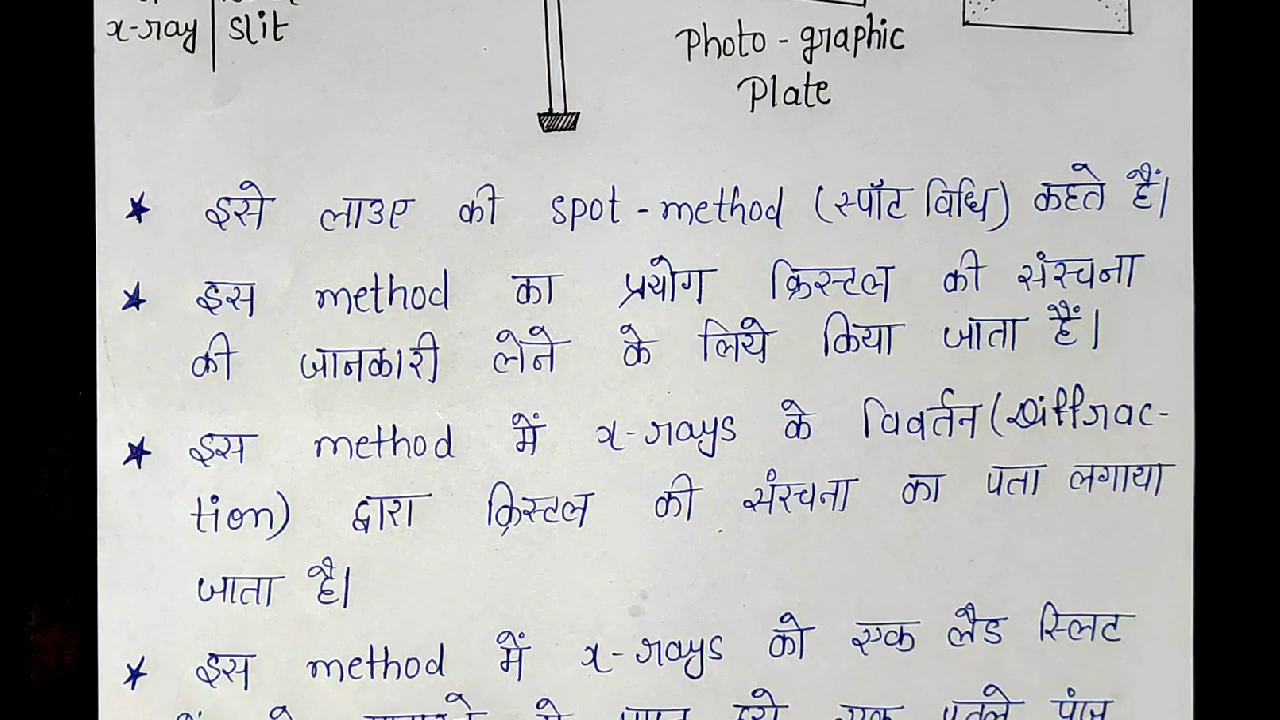 x-ray slit
Photo-graphic
Plate
★ इसे लाउए की spot-method (स्पॉट विधि) कहते हैं।
★ इस method का प्रयोग क्रिस्टल की संरचना
की जानकारी लेने के लिये किया जाता हैं।
★ इस method में x-rays के विवर्तन (Diffrac-
tion) द्वारा क्रिस्टल की संरचना का पता लगाया
जाता है।
★ इस method में x-rays को एक लैड स्लिट